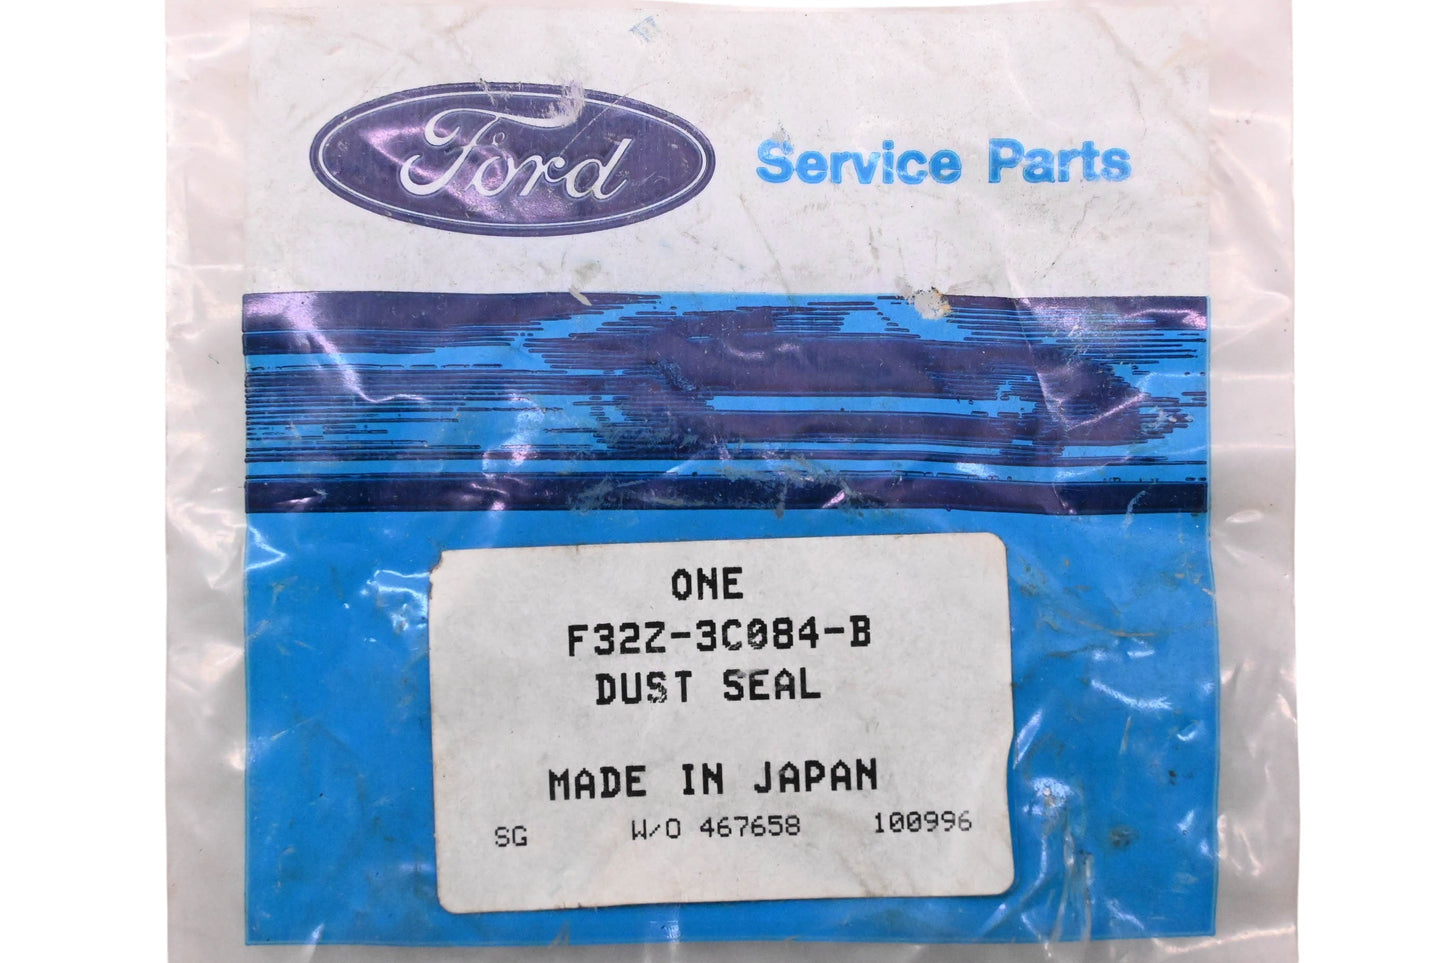 Ford
Service Parts
ONE
F32Z-3C084-B
DUST SEAL
MADE IN JAPAN
SG W/O 467658 100996